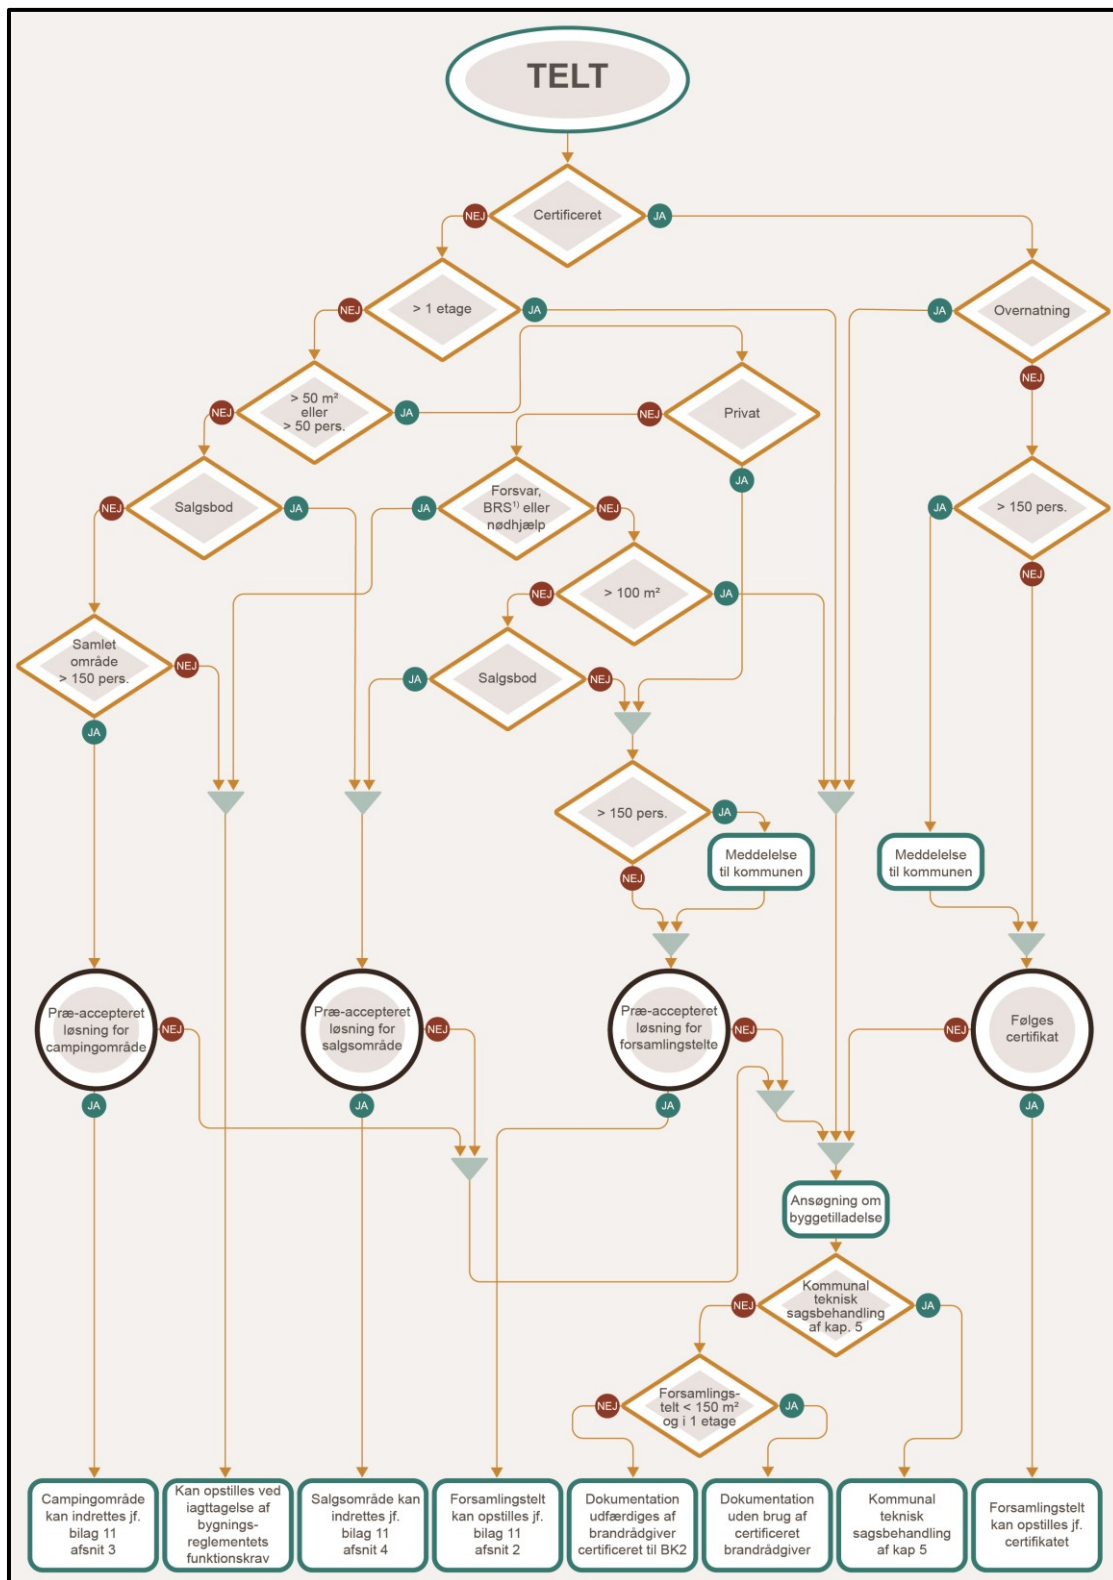 TELT
Certificeret
NEJ
JA
> 1 etage
NEJ
JA
Overnatning
JA
NEJ
> 50 m²
eller
> 50 pers.
NEJ
JA
Privat
NEJ
JA
Salgsbod
NEJ
JA
Forsvar,
BRS¹⁾ eller
nødhjælp
JA
NEJ
> 150 pers.
JA
NEJ
> 100 m²
NEJ
JA
Samlet
område
> 150 pers.
NEJ
JA
Salgsbod
JA
NEJ
> 150 pers.
JA
NEJ
Meddelelse
til kommunen
Meddelelse
til kommunen
Præ-accepteret
løsning for
campingområde
NEJ
JA
Præ-accepteret
løsning for
salgsområde
NEJ
JA
Præ-accepteret
løsning for
forsamlingstelte
NEJ
JA
Følges
certifikat
NEJ
JA
Ansøgning om
byggetilladelse
Kommunal
teknisk
sagsbehandling
af kap. 5
NEJ
JA
Forsamlings-
telt < 150 m²
og i 1 etage
NEJ
JA
Campingområde
kan indrettes jf.
bilag 11
afsnit 3
Kan opstilles ved
iagttagelse af
bygnings-
reglementets
funktionskrav
Salgsområde kan
indrettes jf.
bilag 11
afsnit 4
Forsamlingstelt
kan opstilles jf.
bilag 11
afsnit 2
Dokumentation
udfærdiges af
brandrådgiver
certificeret til BK2
Dokumentation
uden brug af
certificeret
brandrådgiver
Kommunal
teknisk
sagsbehandling
af kap 5
Forsamlingstelt
kan opstilles jf.
certifikatet